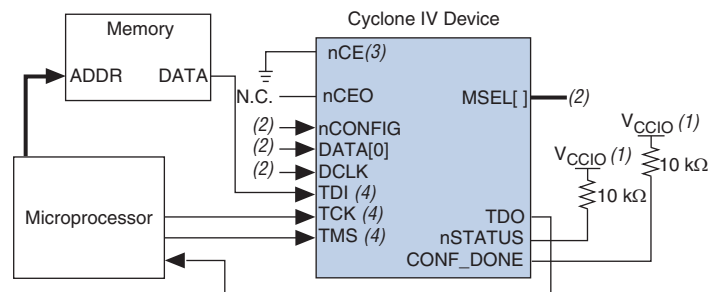 Cyclone IV Device
Memory
ADDR DATA
nCE(3)
N.C. nCEO
MSEL[ ] (2)
(2) nCONFIG
(2) DATA[0]
(2) DCLK
TDI (4)
TCK (4)
TMS (4)
Microprocessor
VCCIO (1)
10 kΩ
VCCIO (1)
10 kΩ
TDO
nSTATUS
CONF_DONE